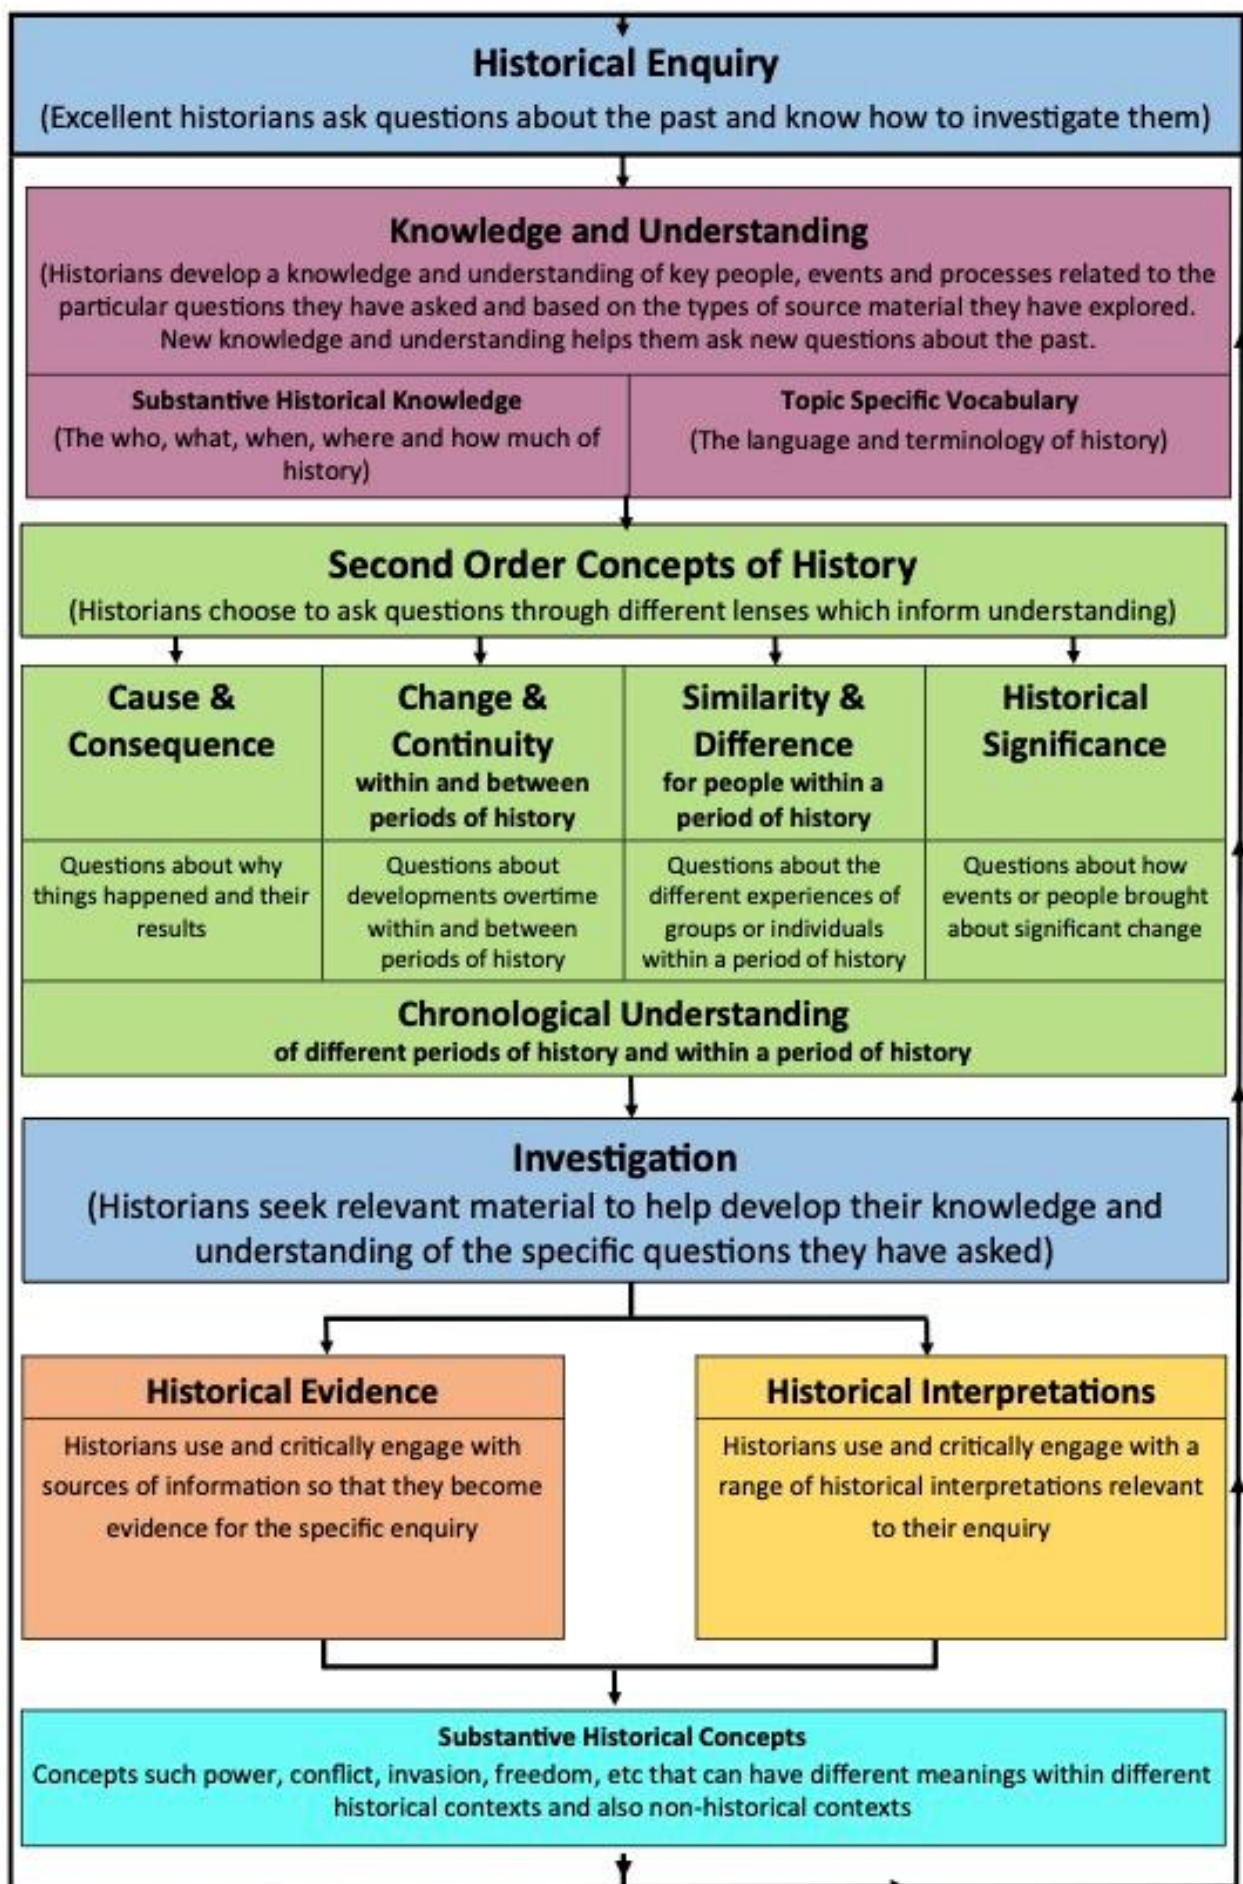 Historical Enquiry
(Excellent historians ask questions about the past and know how to investigate them)
Knowledge and Understanding
(Historians develop a knowledge and understanding of key people, events and processes related to the
particular questions they have asked and based on the types of source material they have explored.
New knowledge and understanding helps them ask new questions about the past.
Substantive Historical Knowledge
(The who, what, when, where and how much of
history)
Topic Specific Vocabulary
(The language and terminology of history)
Second Order Concepts of History
(Historians choose to ask questions through different lenses which inform understanding)
Cause &
Consequence
Change &
Continuity
within and between
periods of history
Similarity &
Difference
for people within a
period of history
Historical
Significance
Questions about why
things happened and their
results
Questions about
developments overtime
within and between
periods of history
Questions about the
different experiences of
groups or individuals
within a period of history
Questions about how
events or people brought
about significant change
Chronological Understanding
of different periods of history and within a period of history
Investigation
(Historians seek relevant material to help develop their knowledge and
understanding of the specific questions they have asked)
Historical Evidence
Historians use and critically engage with
sources of information so that they become
evidence for the specific enquiry
Historical Interpretations
Historians use and critically engage with a
range of historical interpretations relevant
to their enquiry
Substantive Historical Concepts
Concepts such power, conflict, invasion, freedom, etc that can have different meanings within different
historical contexts and also non-historical contexts